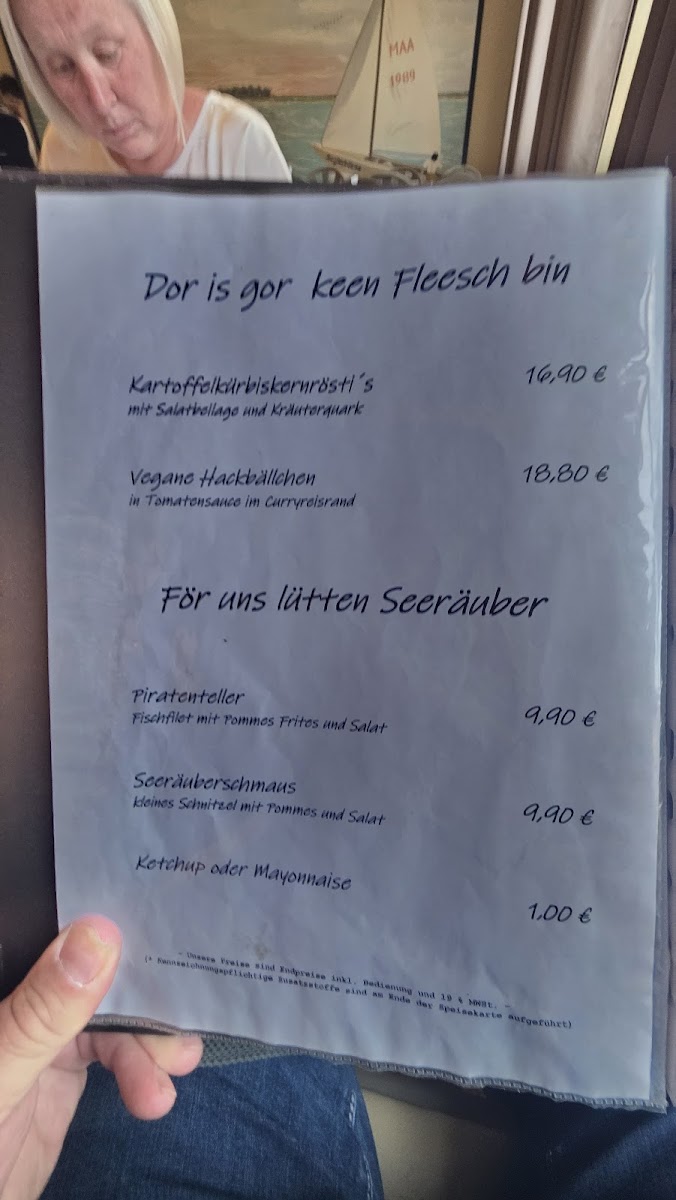 MAA
1989
Dor is gor keen Fleesch bin
Kartoffelkürbiskernrösti´s 16,90 €
mit Salatbeilage und Kräuterquark
Vegane Hackbällchen 18,80 €
in Tomatensauce im Curryreisrand
För uns lütten Seeräuber
Piratenteller
Fischfilet mit Pommes Frites und Salat 9,90 €
Seeräuberschmaus
kleines Schnitzel mit Pommes und Salat 9,90 €
Ketchup oder Mayonnaise
1,00 €
- Unsere Preise sind Endpreise inkl. Bedienung und 19 % MWSt. -
(* Kennzeichnungspflichtige Zusatzstoffe sind am Ende der Speisekarte aufgeführt)